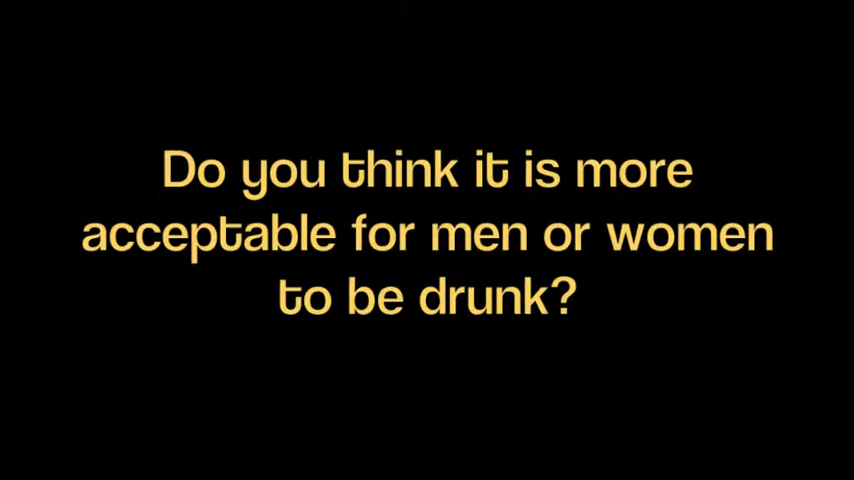 Do you think it is more
acceptable for men or women
to be drunk?